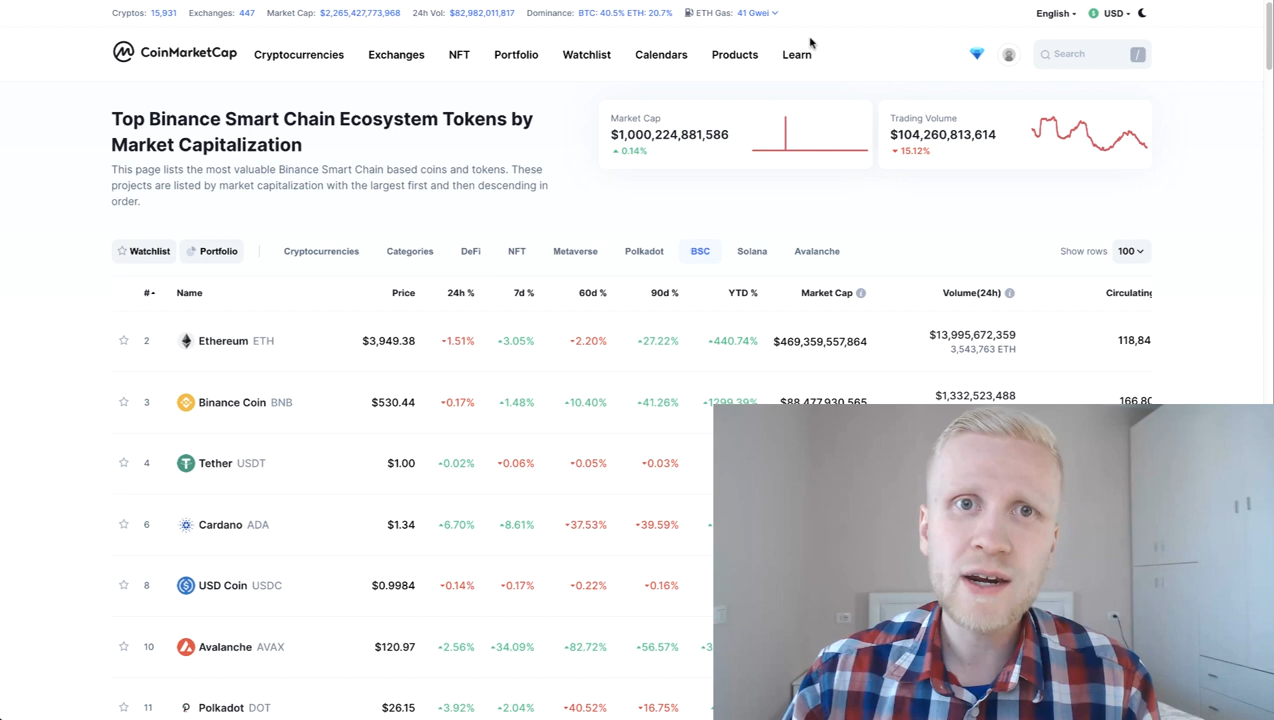 Cryptos: 15,931 Exchanges: 447 Market Cap: $2,265,427,773,968 24h Vol: $82,982,011,817 Dominance: BTC: 40.5% ETH: 20.7% ETH Gas: 41 Gwei English USD
CoinMarketCap Cryptocurrencies Exchanges NFT Portfolio Watchlist Calendars Products Learn Search /
Top Binance Smart Chain Ecosystem Tokens by
Market Capitalization
This page lists the most valuable Binance Smart Chain based coins and tokens. These
projects are listed by market capitalization with the largest first and then descending in
order.
Market Cap
$1,000,224,881,586
0.14%
Trading Volume
$104,260,813,614
15.12%
Watchlist Portfolio Cryptocurrencies Categories DeFi NFT Metaverse Polkadot BSC Solana Avalanche Show rows 100
# Name Price 24h % 7d % 60d % 90d % YTD % Market Cap Volume(24h) Circulating
2 Ethereum ETH $3,949.38 1.51% 3.05% 2.20% 27.22% 440.74% $469,359,557,864 $13,995,672,359 118,84
3,543,763 ETH
3 Binance Coin BNB $530.44 0.17% 1.48% 10.40% 41.26% 1299.39% $88,477,930,565 $1,332,523,488 166,80
4 Tether USDT $1.00 0.02% 0.06% 0.05% 0.03%
6 Cardano ADA $1.34 6.70% 8.61% 37.53% 39.59%
8 USD Coin USDC $0.9984 0.14% 0.17% 0.22% 0.16%
10 Avalanche AVAX $120.97 2.56% 34.09% 82.72% 56.57% 3
11 Polkadot DOT $26.15 3.92% 2.04% 40.52% 16.75%